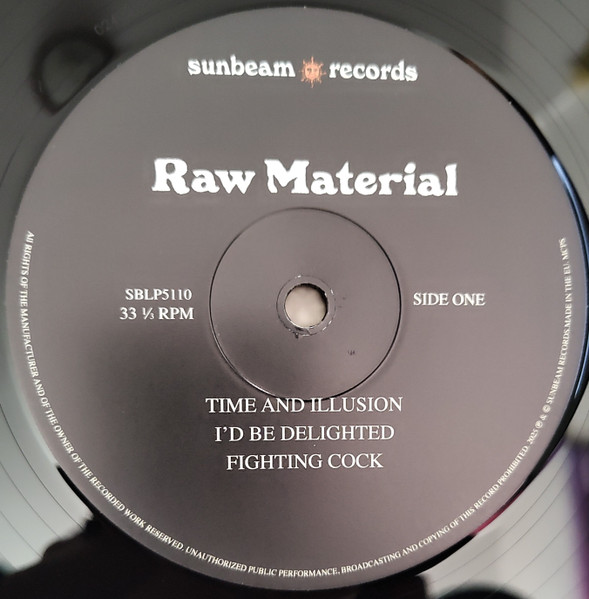 sunbeam records
Raw Material
SBLP5110
33 ⅓ RPM
SIDE ONE
TIME AND ILLUSION
I'D BE DELIGHTED
FIGHTING COCK
All RIGHTS OF THE MANUFACTURER AND OF THE OWNER OF THE RECORDED WORK RESERVED. UNAUTHORIZED PUBLIC PERFORMANCE, BROADCASTING AND COPYING OF THIS RECORD PROHIBITED. 2025 ℗ & © SUNBEAM RECORDS MADE IN THE EU. MCPS